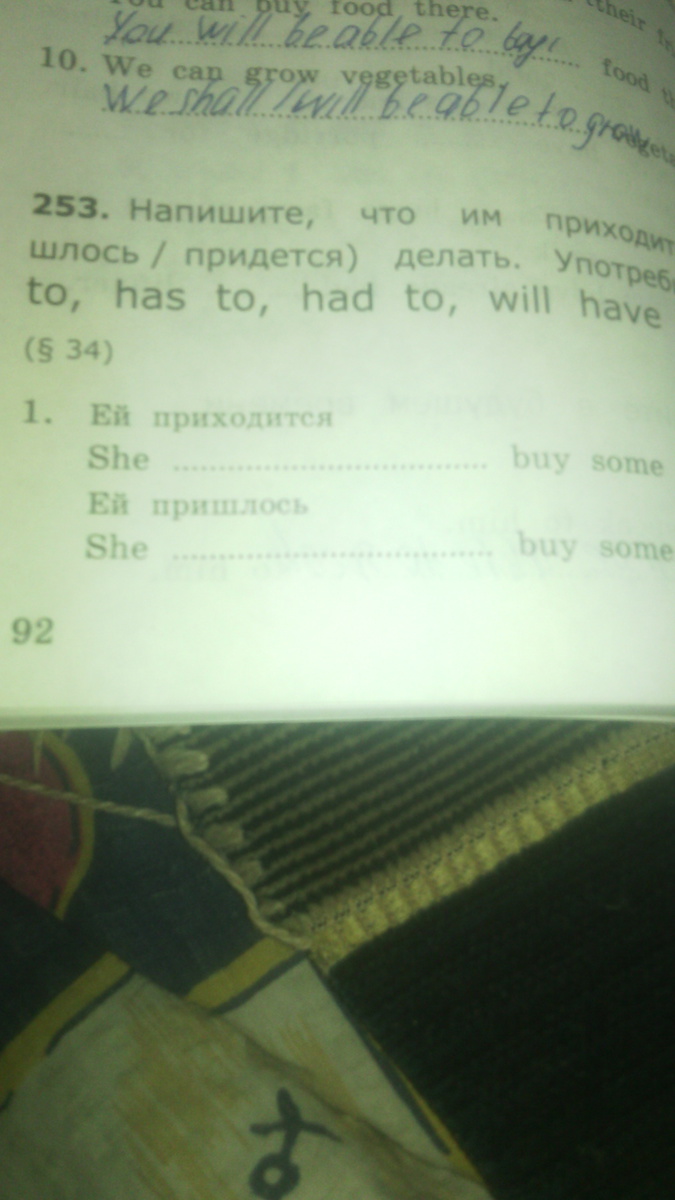 You can buy food there. their
You will be able to buy food
10. We can grow vegetables.
We shall / will be able to grow
253. Напишите, что им приходит
шлось / придется) делать. Употреб
to, has to, had to, will have
(§ 34)
1. Ей приходится
She ........ buy some
Ей пришлось
She ........ buy some
92